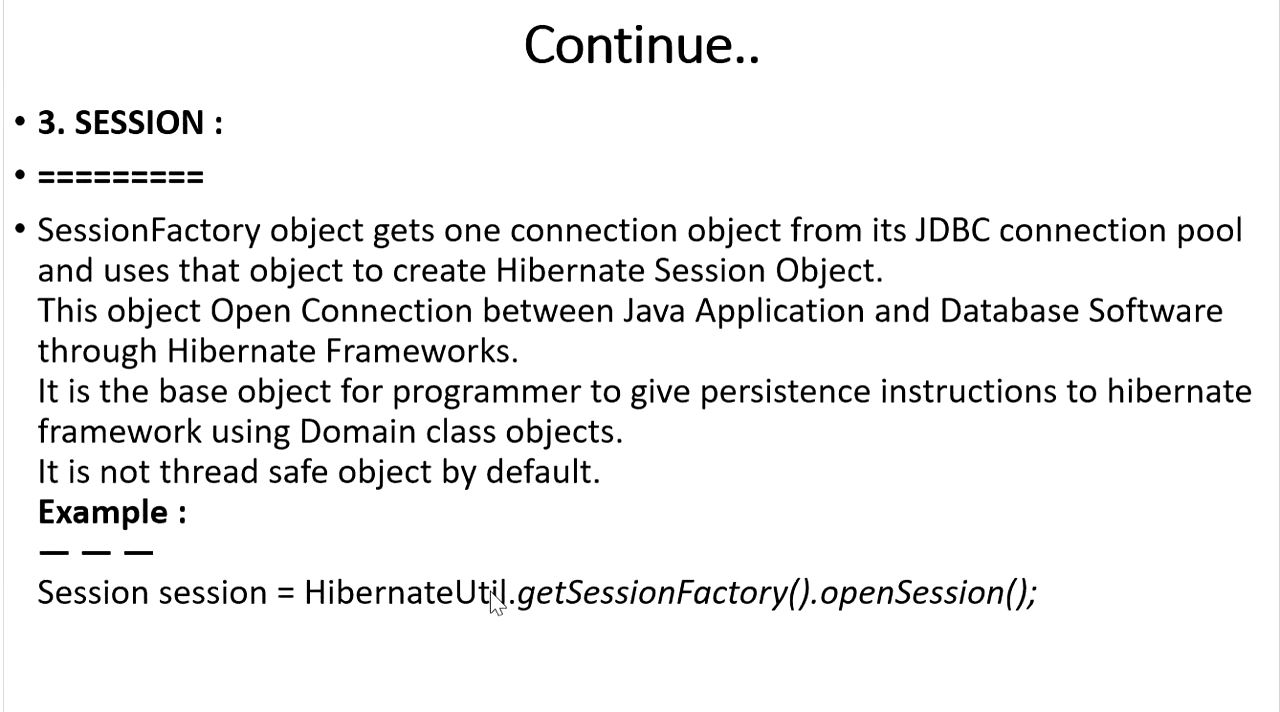 Continue..
• 3. SESSION :
• =========
• SessionFactory object gets one connection object from its JDBC connection pool
and uses that object to create Hibernate Session Object.
This object Open Connection between Java Application and Database Software
through Hibernate Frameworks.
It is the base object for programmer to give persistence instructions to hibernate
framework using Domain class objects.
It is not thread safe object by default.
Example :
— — —
Session session = HibernateUtil.getSessionFactory().openSession();